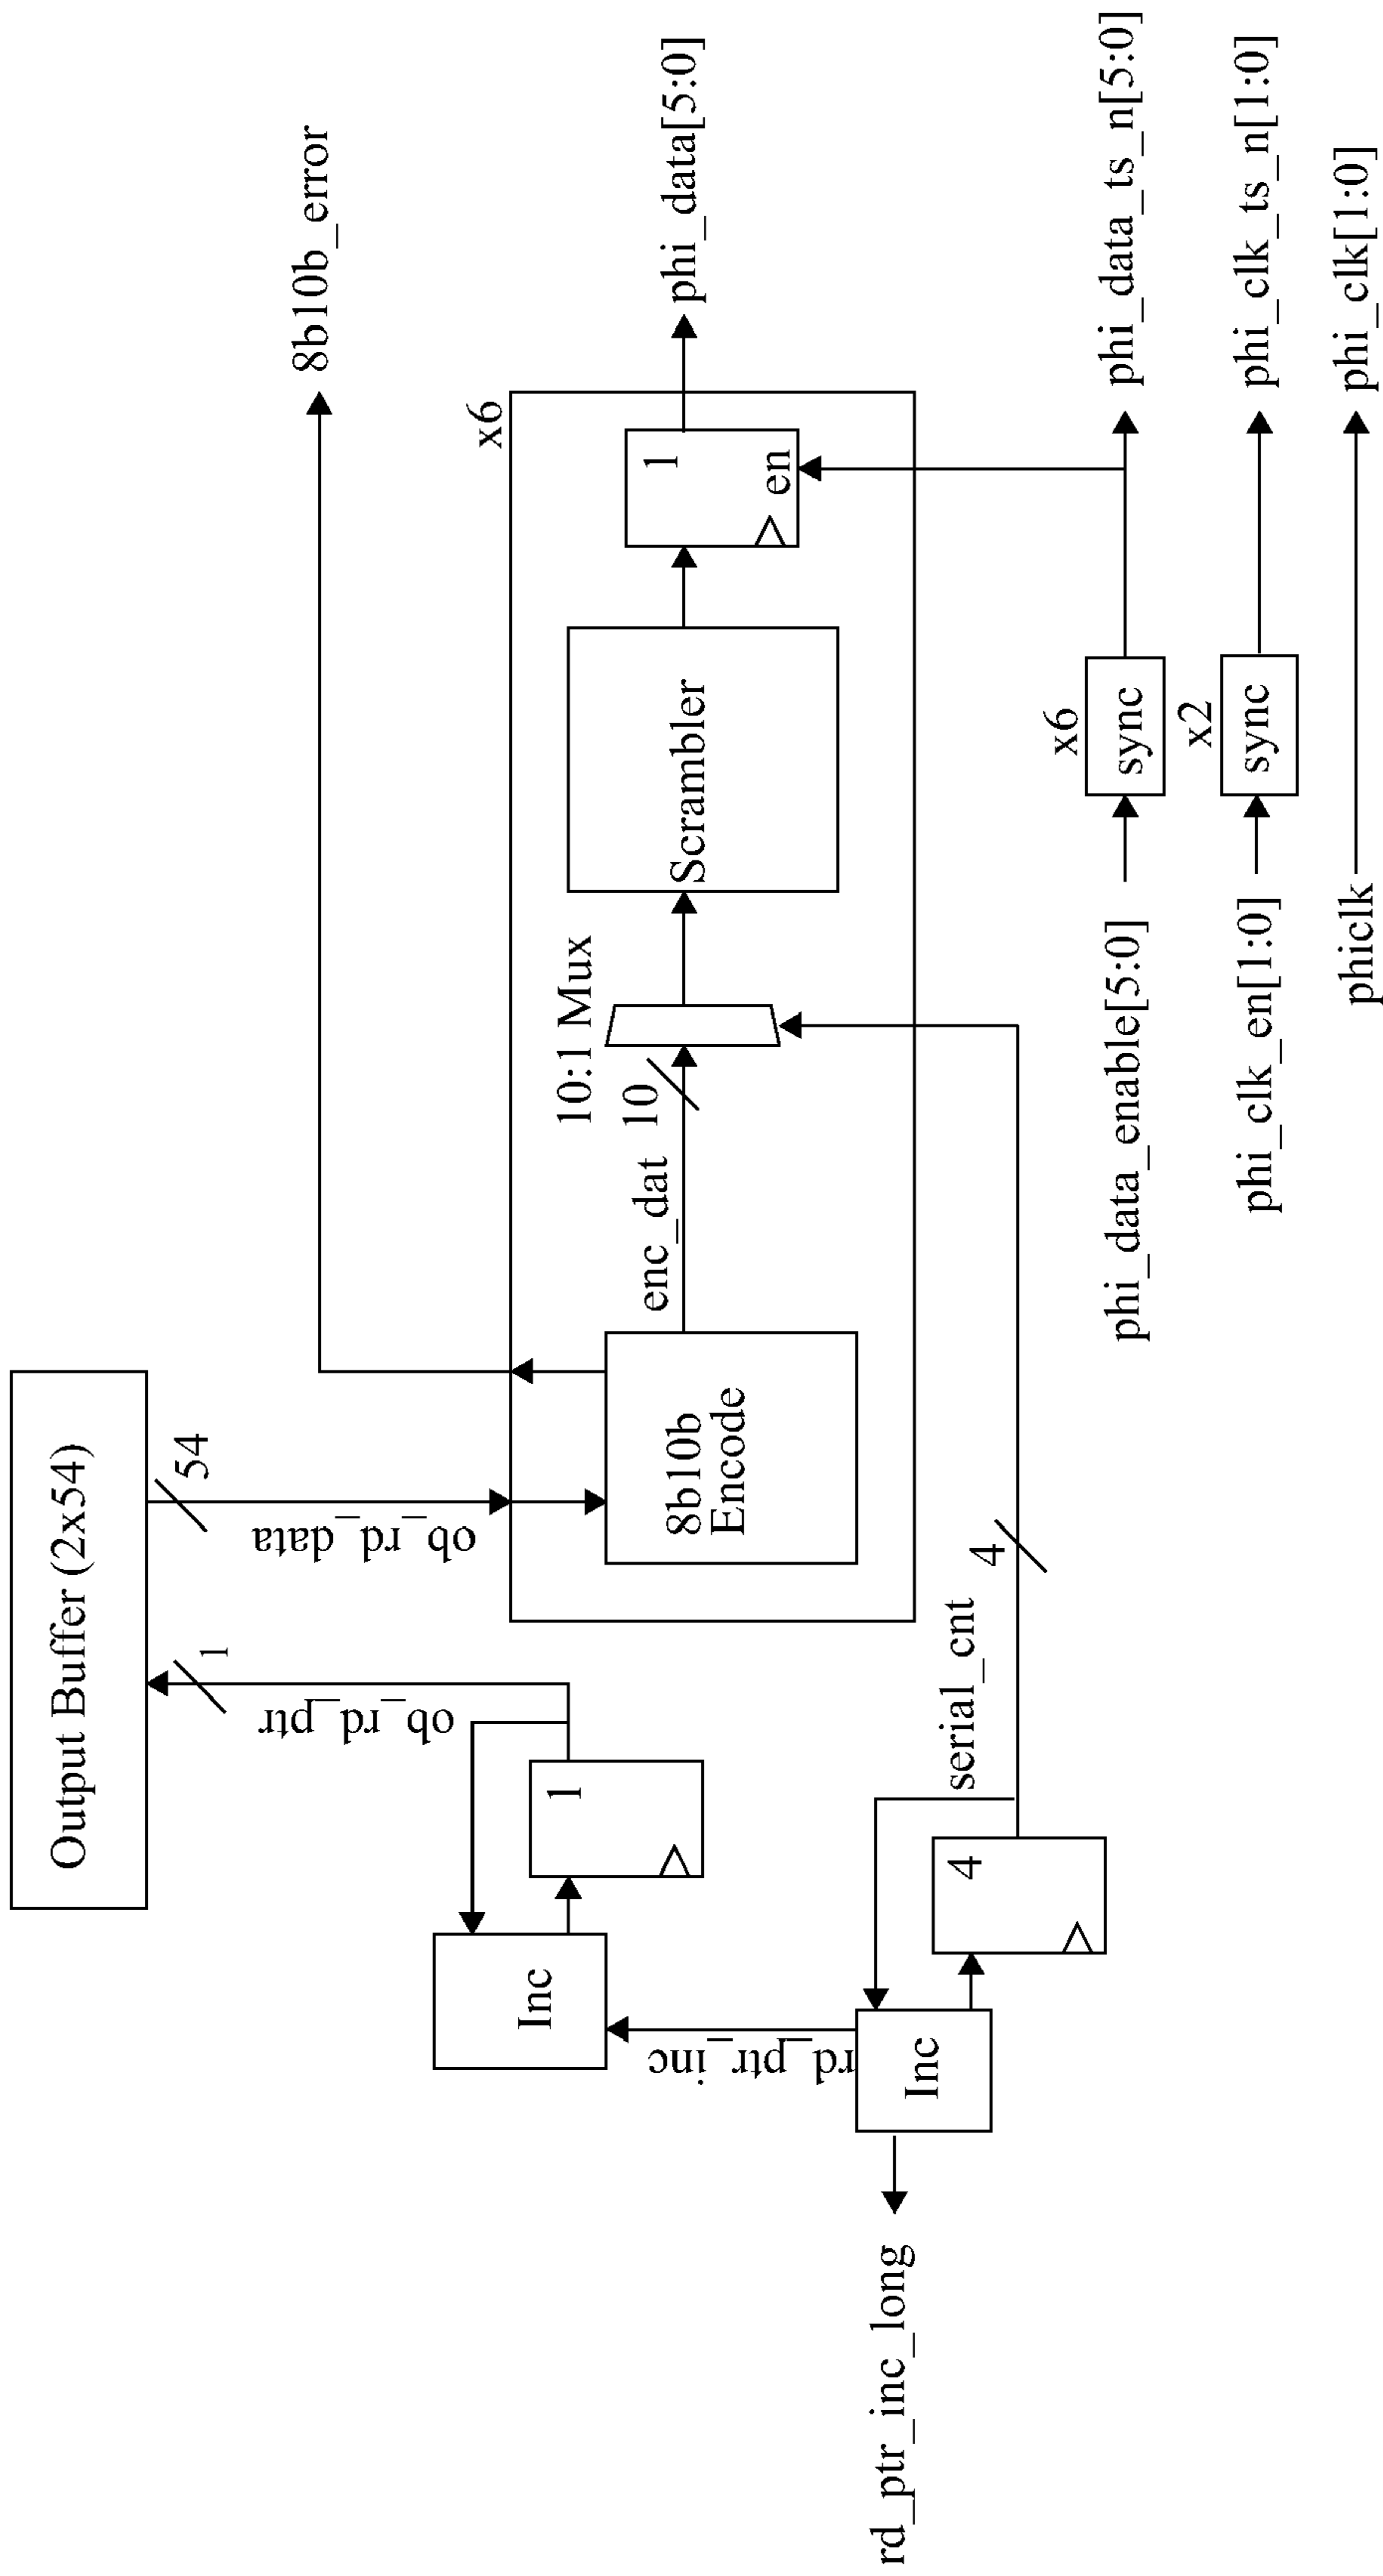 Output Buffer (2x54)
ob_rd_ptr
1
ob_rd_data
54
8b10b_error
Inc
1
rd_ptr_inc
rd_ptr_inc_long
Inc
4
serial_cnt
4
x6
8b10b
Encode
enc_dat
10
10:1 Mux
Scrambler
1
en
phi_data[5:0]
phi_data_enable[5:0]
x6
sync
phi_data_ts_n[5:0]
phi_clk_en[1:0]
x2
sync
phi_clk_ts_n[1:0]
phiclk
phi_clk[1:0]